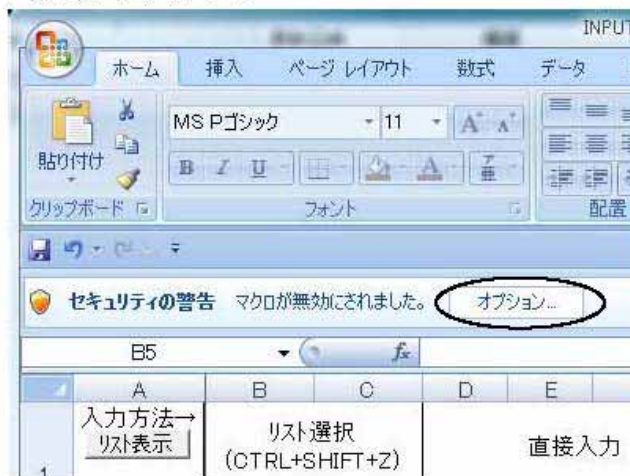 INPUT
ホーム 挿入 ページ レイアウト 数式 データ
貼り付け
MS Pゴシック 11 A A
B I U A 亜
クリップボード フォント 配置
セキュリティの警告 マクロが無効にされました。 オプション...
B5 fx
A B C D E
1 入力方法→ リスト選択 直接入力
リスト表示 (CTRL+SHIFT+Z)